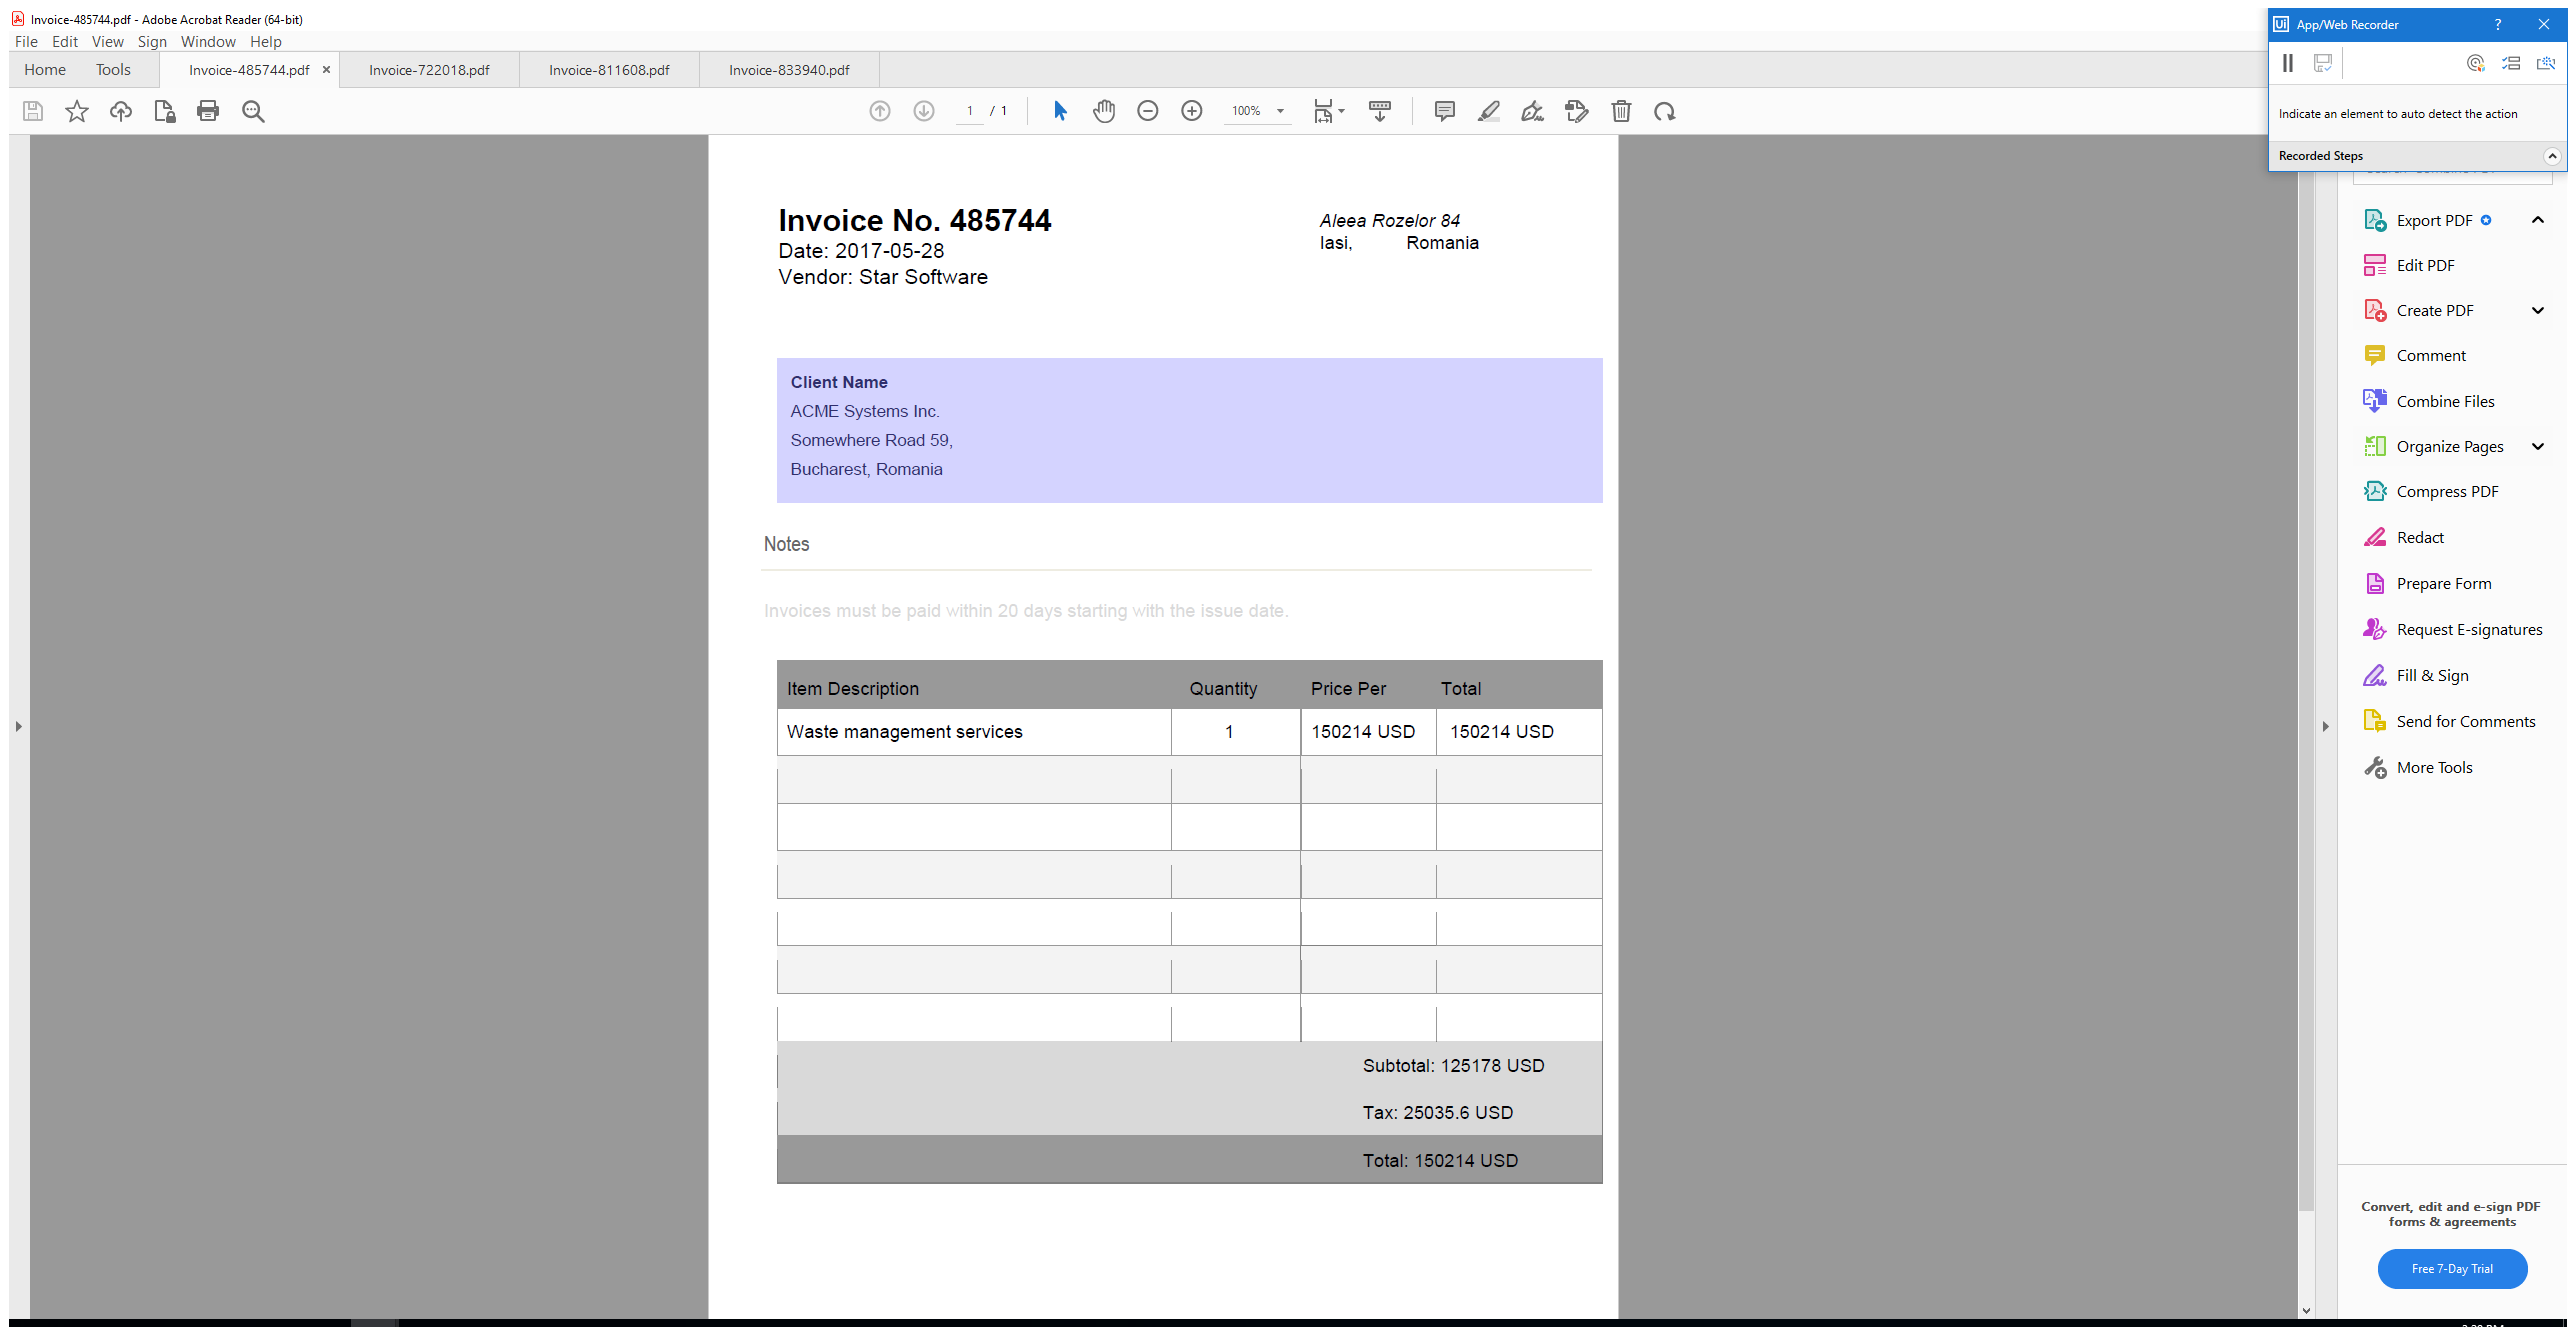 Invoice-485744.pdf - Adobe Acrobat Reader (64-bit)
File Edit View Sign Window Help
Home Tools Invoice-485744.pdf × Invoice-722018.pdf Invoice-811608.pdf Invoice-833940.pdf
1 / 1 100%
Ui App/Web Recorder ?
Indicate an element to auto detect the action
Recorded Steps
Invoice No. 485744
Date: 2017-05-28
Vendor: Star Software
Aleea Rozelor 84
Iasi, Romania
Client Name
ACME Systems Inc.
Somewhere Road 59,
Bucharest, Romania
Notes
Invoices must be paid within 20 days starting with the issue date.
Item Description Quantity Price Per Total
Waste management services 1 150214 USD 150214 USD
Subtotal: 125178 USD
Tax: 25035.6 USD
Total: 150214 USD
Export PDF
Edit PDF
Create PDF
Comment
Combine Files
Organize Pages
Compress PDF
Redact
Prepare Form
Request E-signatures
Fill & Sign
Send for Comments
More Tools
Convert, edit and e-sign PDF
forms & agreements
Free 7-Day Trial